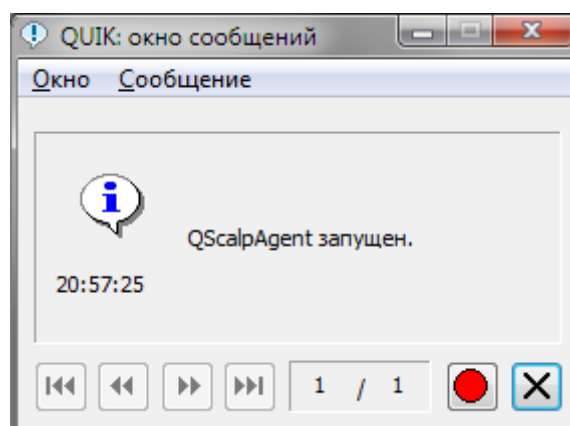 QUIK: окно сообщений
Окно Сообщение
QScalpAgent запущен.
20:57:25
1 / 1